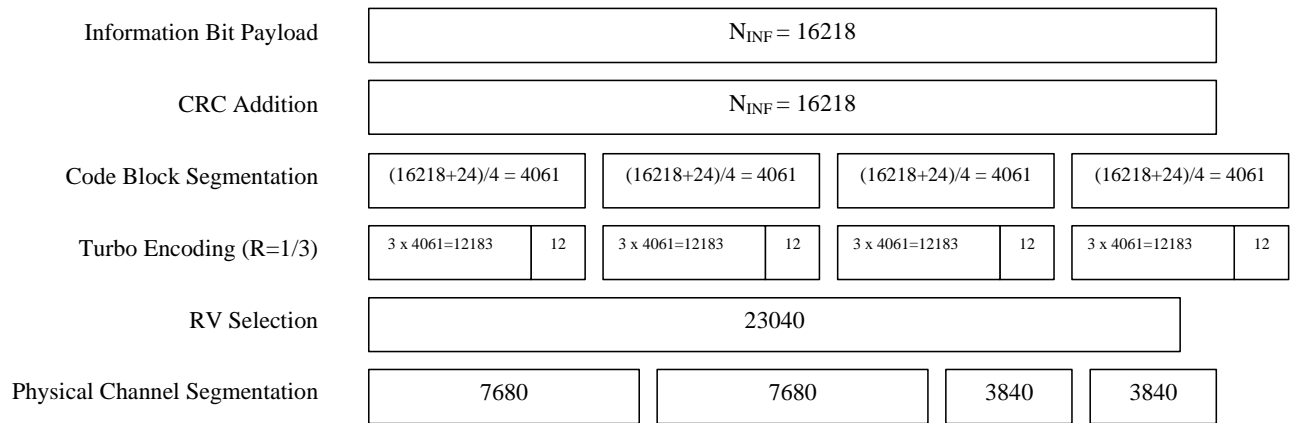 Information Bit Payload N_INF = 16218
CRC Addition N_INF = 16218
Code Block Segmentation (16218+24)/4 = 4061 (16218+24)/4 = 4061 (16218+24)/4 = 4061 (16218+24)/4 = 4061
Turbo Encoding (R=1/3) 3 x 4061=12183 12 3 x 4061=12183 12 3 x 4061=12183 12 3 x 4061=12183 12
RV Selection 23040
Physical Channel Segmentation 7680 7680 3840 3840